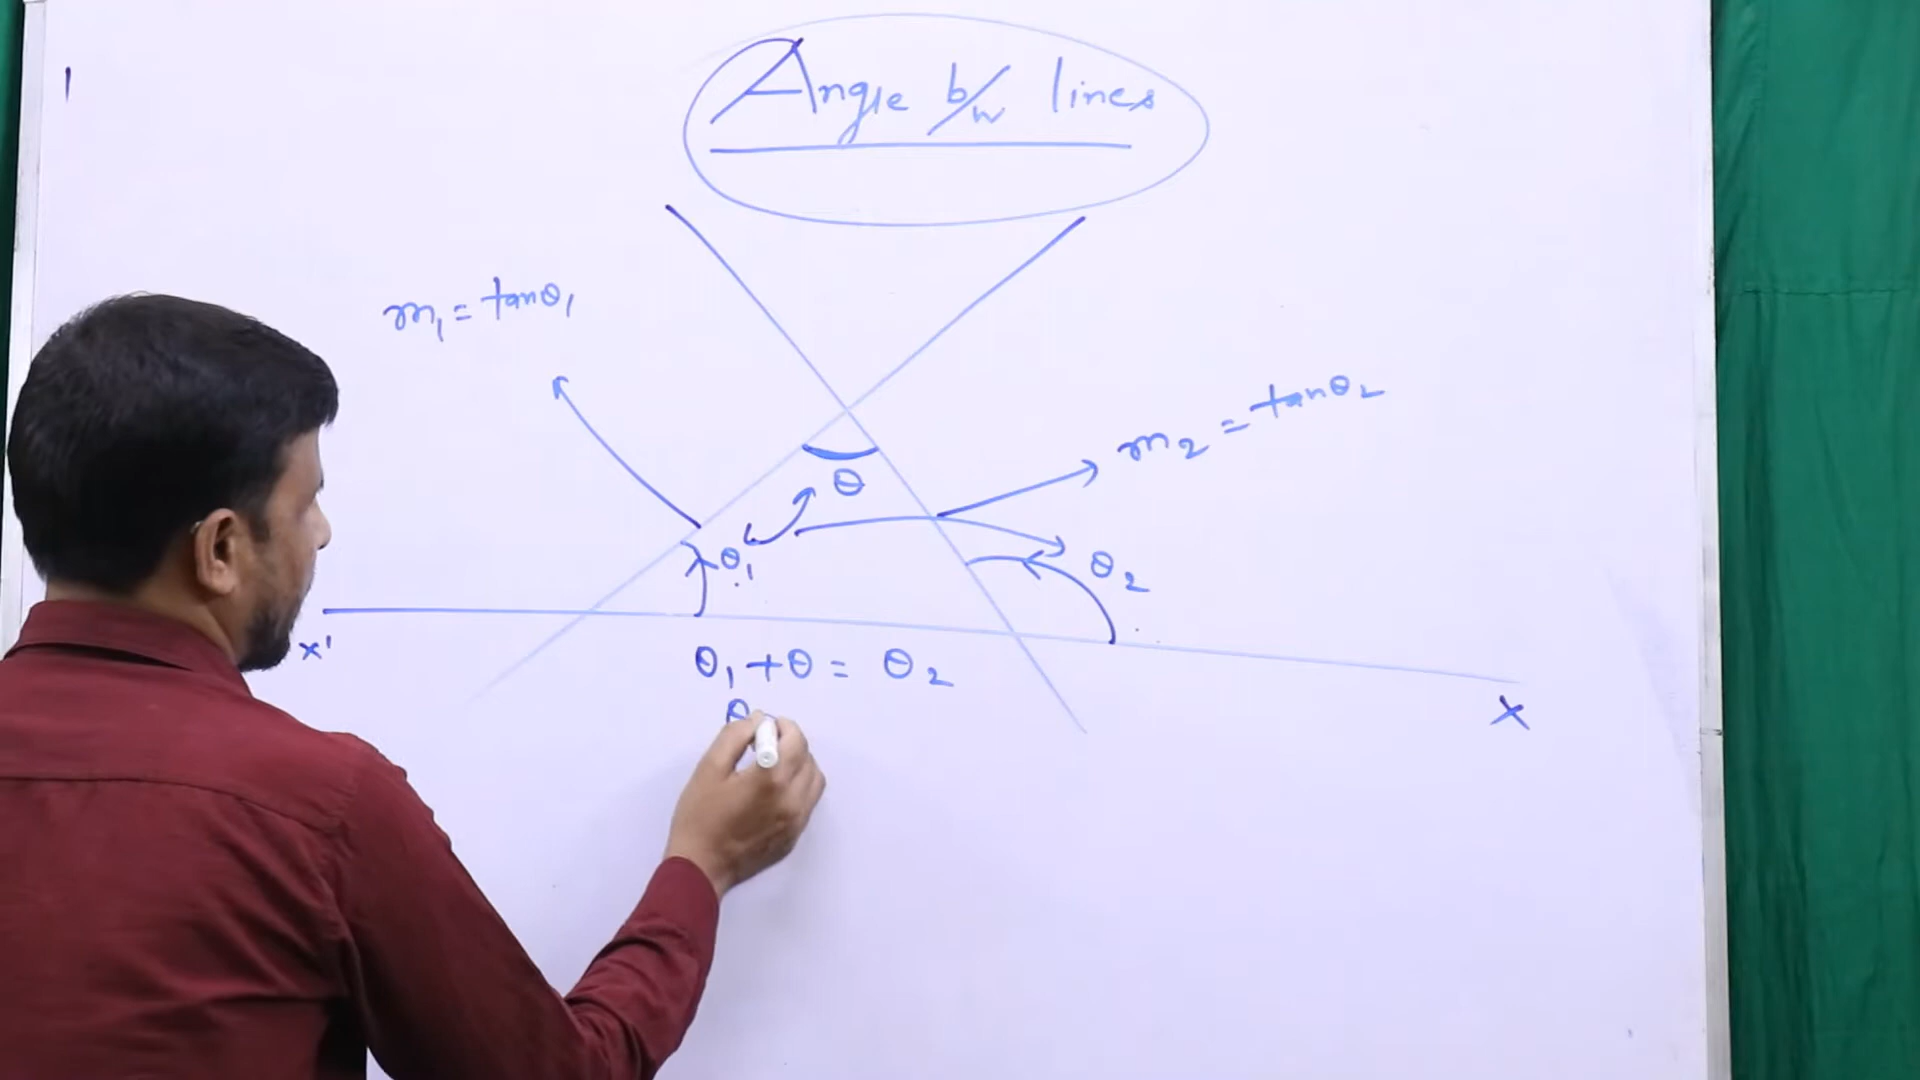 Angle b/w lines
m₁ = tanθ₁
m₂ = tanθ₂
θ
θ₁
θ₂
x'
θ₁ + θ = θ₂
x
θ